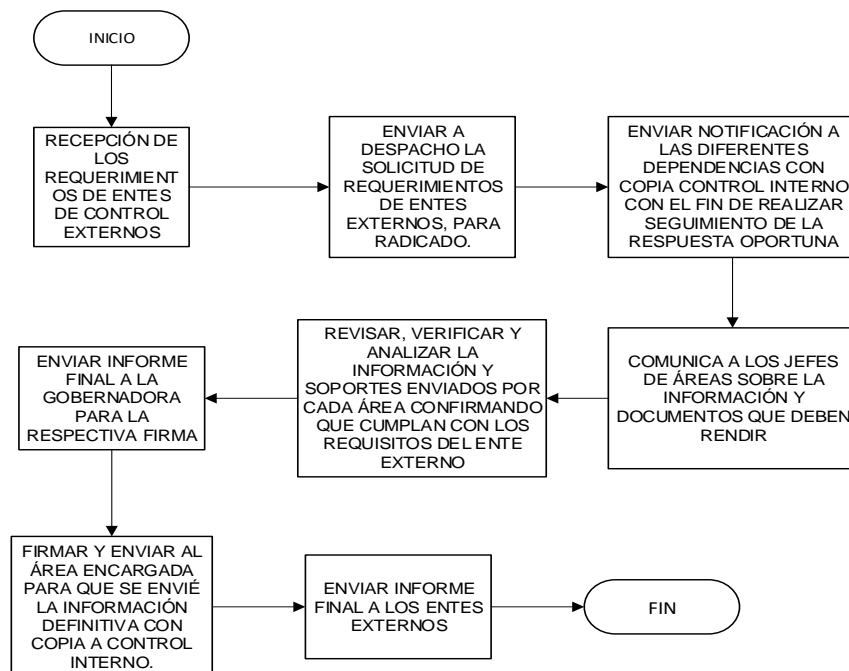 INICIO
RECEPCIÓN DE
LOS
REQUERIMIENT
OS DE ENTES
DE CONTROL
EXTERNOS
ENVIAR A
DESPACHO LA
SOLICITUD DE
REQUERIMIENTOS
DE ENTES
EXTERNOS, PARA
RADICADO.
ENVIAR NOTIFICACIÓN A
LAS DIFERENTES
DEPENDENCIAS CON
COPIA CONTROL INTERNO
CON EL FIN DE REALIZAR
SEGUIMIENTO DE LA
RESPUESTA OPORTUNA
COMUNICA A LOS JEFES
DE ÁREAS SOBRE LA
INFORMACIÓN Y
DOCUMENTOS QUE DEBEN
RENDIR
REVISAR, VERIFICAR Y
ANALIZAR LA
INFORMACIÓN Y
SOPORTES ENVIADOS POR
CADA ÁREA CONFIRMANDO
QUE CUMPLAN CON LOS
REQUISITOS DEL ENTE
EXTERNO
ENVIAR INFORME
FINAL A LA
GOBERNADORA
PARA LA
RESPECTIVA FIRMA
FIRMAR Y ENVIAR AL
ÁREA ENCARGADA
PARA QUE SE ENVIÉ
LA INFORMACIÓN
DEFINITIVA CON
COPIA A CONTROL
INTERNO.
ENVIAR INFORME
FINAL A LOS ENTES
EXTERNOS
FIN